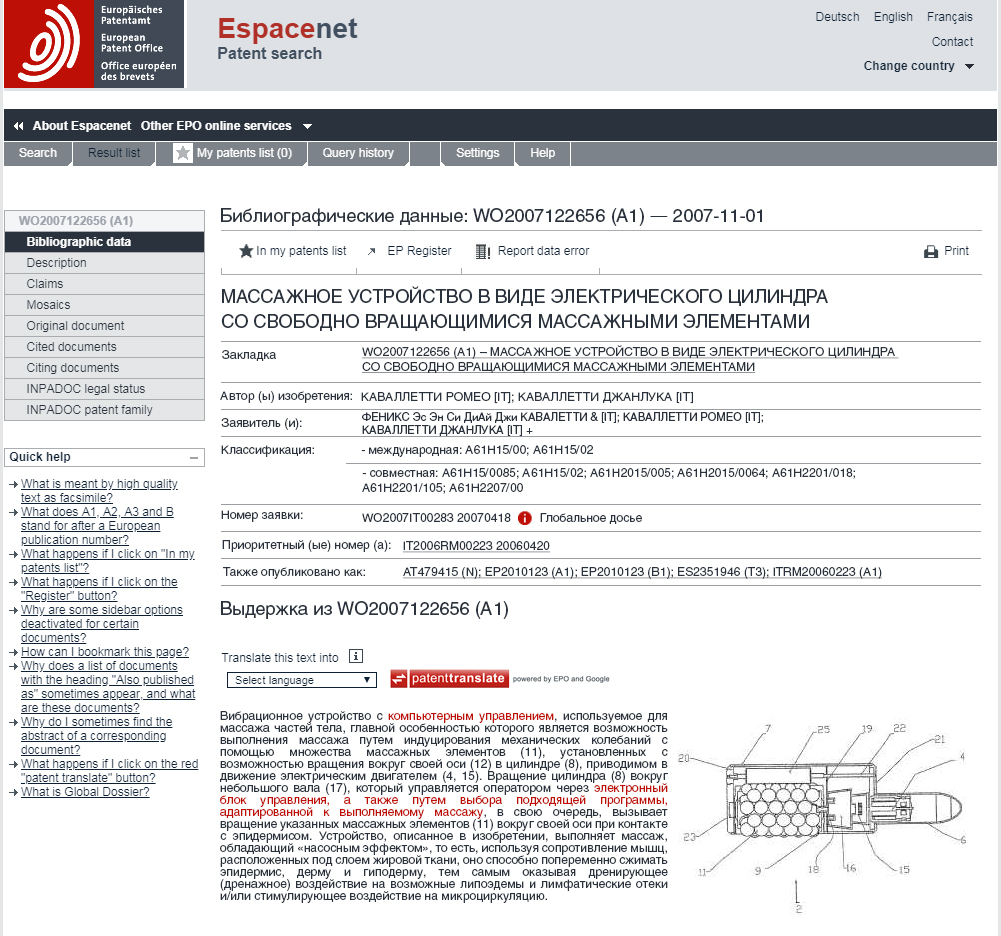 Europäisches
Patentamt
European
Patent Office
Office européen
des brevets
Espacenet
Patent search
Deutsch English Français
Contact
Change country
About Espacenet Other EPO online services
Search Result list My patents list (0) Query history Settings Help
WO2007122656 (A1)
Bibliographic data
Description
Claims
Mosaics
Original document
Cited documents
Citing documents
INPADOC legal status
INPADOC patent family
Quick help
What is meant by high quality
text as facsimile?
What does A1, A2, A3 and B
stand for after a European
publication number?
What happens if I click on "In my
patents list"?
What happens if I click on the
"Register" button?
Why are some sidebar options
deactivated for certain
documents?
How can I bookmark this page?
Why does a list of documents
with the heading "Also published
as" sometimes appear, and what
are these documents?
Why do I sometimes find the
abstract of a corresponding
document?
What happens if I click on the red
"patent translate" button?
What is Global Dossier?
Библиографические данные: WO2007122656 (A1) — 2007-11-01
In my patents list EP Register Report data error Print
МАССАЖНОЕ УСТРОЙСТВО В ВИДЕ ЭЛЕКТРИЧЕСКОГО ЦИЛИНДРА
СО СВОБОДНО ВРАЩАЮЩИМИСЯ МАССАЖНЫМИ ЭЛЕМЕНТАМИ
Закладка WO2007122656 (A1) – МАССАЖНОЕ УСТРОЙСТВО В ВИДЕ ЭЛЕКТРИЧЕСКОГО ЦИЛИНДРА
СО СВОБОДНО ВРАЩАЮЩИМИСЯ МАССАЖНЫМИ ЭЛЕМЕНТАМИ
Автор (ы) изобретения: КАВАЛЛЕТТИ РОМЕО [IT]; КАВАЛЛЕТТИ ДЖАНЛУКА [IT]
Заявитель (и): ФЕНИКС Эс Эн Си ДиАй Джи КАВАЛЕТТИ & [IT]; КАВАЛЛЕТТИ РОМЕО [IT];
КАВАЛЛЕТТИ ДЖАНЛУКА [IT] +
Классификация: - международная: A61H15/00; A61H15/02
- совместная: A61H15/0085; A61H15/02; A61H2015/005; A61H2015/0064; A61H2201/018;
A61H2201/105; A61H2207/00
Номер заявки: WO2007IT00283 20070418 Глобальное досье
Приоритетный (ые) номер (а): IT2006RM00223 20060420
Также опубликовано как: AT479415 (N); EP2010123 (A1); EP2010123 (B1); ES2351946 (T3); ITRM20060223 (A1)
Выдержка из WO2007122656 (A1)
Translate this text into
Select language patenttranslate powered by EPO and Google
Вибрационное устройство с компьютерным управлением, используемое для
массажа частей тела, главной особенностью которого является возможность
выполнения массажа путем индуцирования механических колебаний с
помощью множества массажных элементов (11), установленных с
возможностью вращения вокруг своей оси (12) в цилиндре (8), приводимом в
движение электрическим двигателем (4, 15). Вращение цилиндра (8) вокруг
небольшого вала (17), который управляется оператором через электронный
блок управления, а также путем выбора подходящей программы,
адаптированной к выполняемому массажу, в свою очередь, вызывает
вращение указанных массажных элементов (11) вокруг своей оси при контакте
с эпидермисом. Устройство, описанное в изобретении, выполняет массаж,
обладающий «насосным эффектом», то есть, используя сопротивление мышц,
расположенных под слоем жировой ткани, оно способно попеременно сжимать
эпидермис, дерму и гиподерму, тем самым оказывая дренирующее
(дренажное) воздействие на возможные липоэдемы и лимфатические отеки
и/или стимулирующее воздействие на микроциркуляцию.
7 25 19 22 21
20 4
23 6
11 9 18 16 15
2